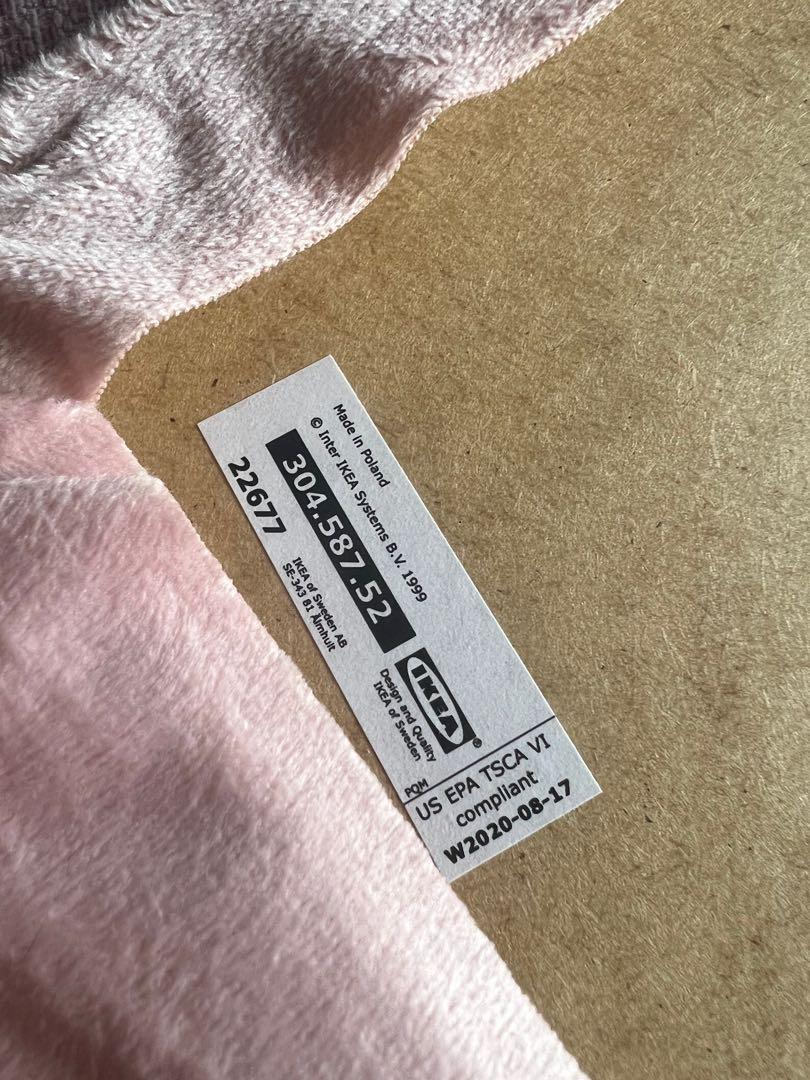 Made in Poland
© Inter IKEA Systems B.V. 1999
304.587.52
22677
IKEA of Sweden AB
SE-343 81 Älmhult
IKEA®
Design and Quality
IKEA of Sweden
PQM
US EPA TSCA VI
compliant
W2020-08-17